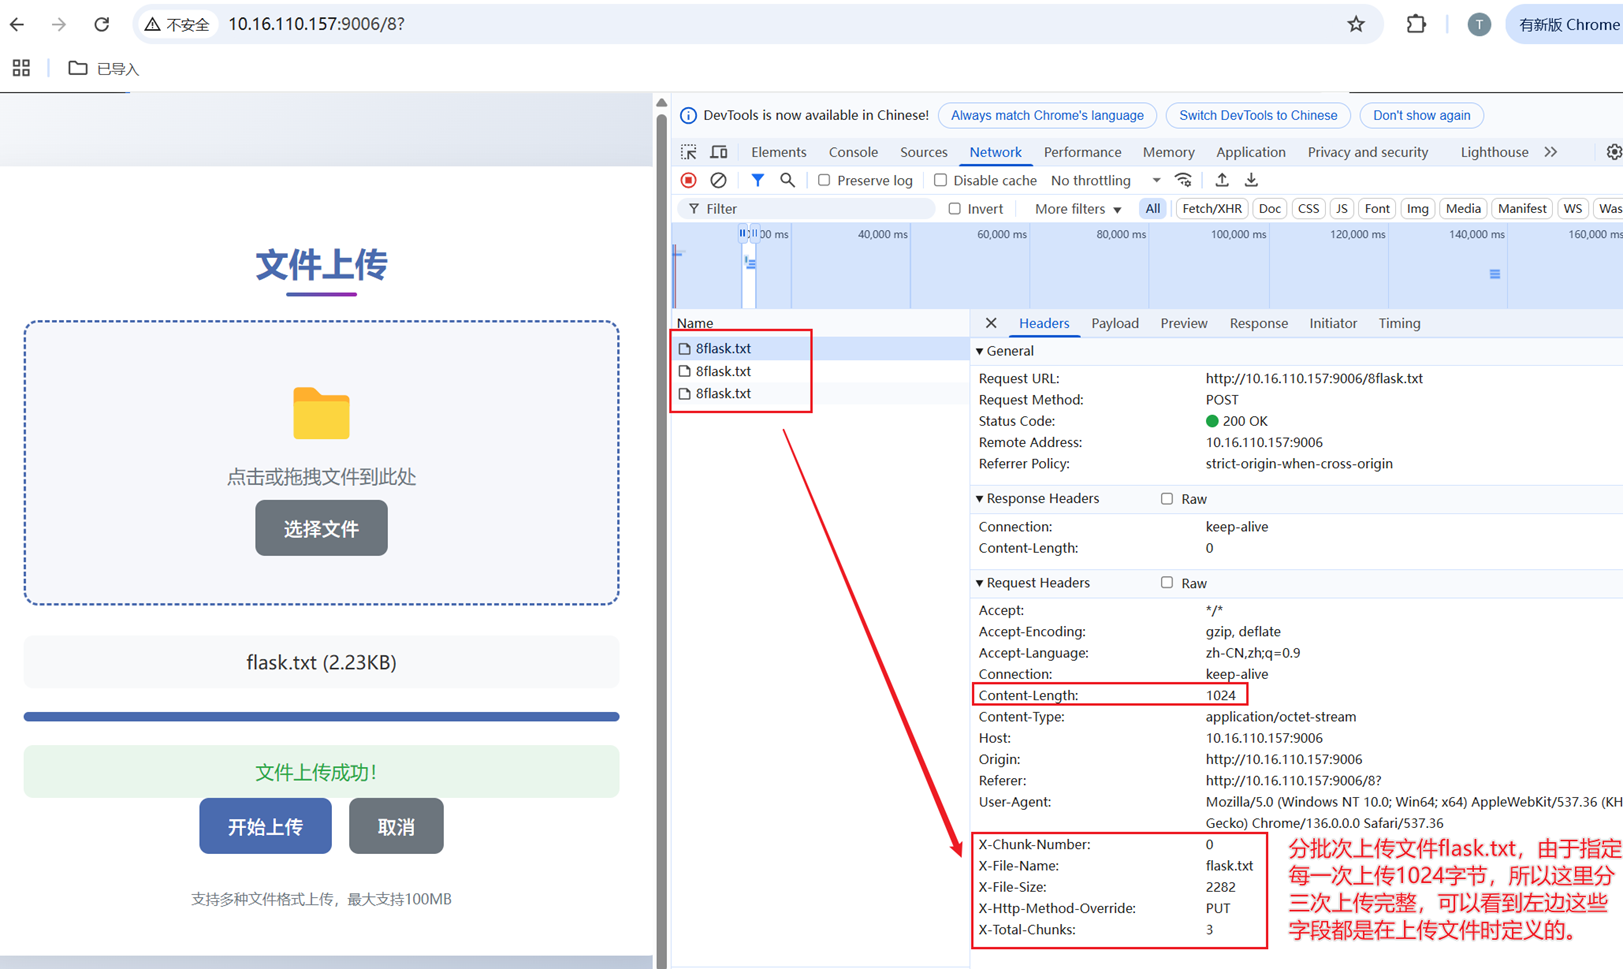 不安全
10.16.110.157:9006/8?
T
有新版 Chrome
已导入
文件上传
点击或拖拽文件到此处
选择文件
flask.txt (2.23KB)
文件上传成功!
开始上传
取消
支持多种文件格式上传，最大支持100MB
DevTools is now available in Chinese!
Always match Chrome's language
Switch DevTools to Chinese
Don't show again
Elements
Console
Sources
Network
Performance
Memory
Application
Privacy and security
Lighthouse
Preserve log
Disable cache
No throttling
Filter
Invert
More filters
All
Fetch/XHR
Doc
CSS
JS
Font
Img
Media
Manifest
WS
Was
00 ms
40,000 ms
60,000 ms
80,000 ms
100,000 ms
120,000 ms
140,000 ms
160,000 ms
Name
8flask.txt
8flask.txt
8flask.txt
Headers
Payload
Preview
Response
Initiator
Timing
General
Request URL: http://10.16.110.157:9006/8flask.txt
Request Method: POST
Status Code: 200 OK
Remote Address: 10.16.110.157:9006
Referrer Policy: strict-origin-when-cross-origin
Response Headers Raw
Connection: keep-alive
Content-Length: 0
Request Headers Raw
Accept: */*
Accept-Encoding: gzip, deflate
Accept-Language: zh-CN,zh;q=0.9
Connection: keep-alive
Content-Length: 1024
Content-Type: application/octet-stream
Host: 10.16.110.157:9006
Origin: http://10.16.110.157:9006
Referer: http://10.16.110.157:9006/8?
User-Agent: Mozilla/5.0 (Windows NT 10.0; Win64; x64) AppleWebKit/537.36 (KH
Gecko) Chrome/136.0.0.0 Safari/537.36
X-Chunk-Number: 0
X-File-Name: flask.txt
X-File-Size: 2282
X-Http-Method-Override: PUT
X-Total-Chunks: 3
分批次上传文件flask.txt，由于指定
每一次上传1024字节，所以这里分
三次上传完整，可以看到左边这些
字段都是在上传文件时定义的。